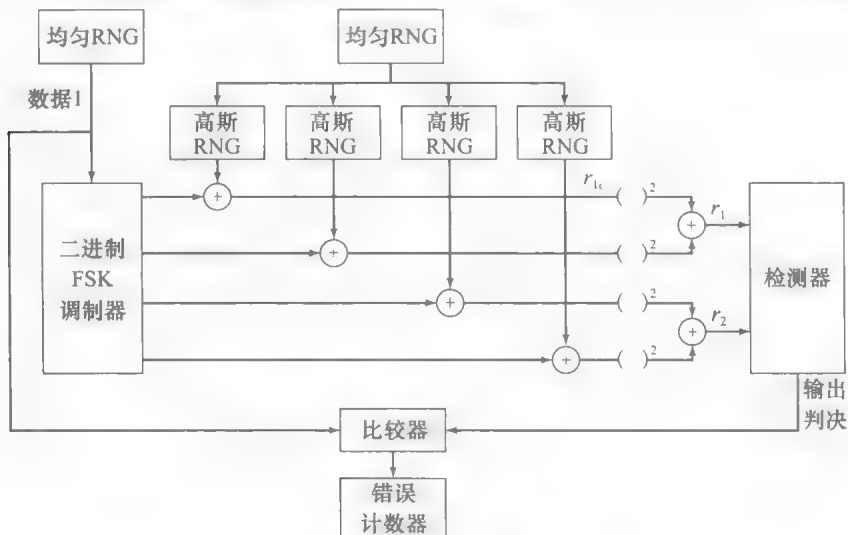 均匀RNG
均匀RNG
数据1
高斯
RNG
高斯
RNG
高斯
RNG
高斯
RNG
二进制
FSK
调制器
+
+
+
+
r1c
( )²
( )²
( )²
( )²
+
+
r1
r2
检测器
输出
判决
比较器
错误
计数器